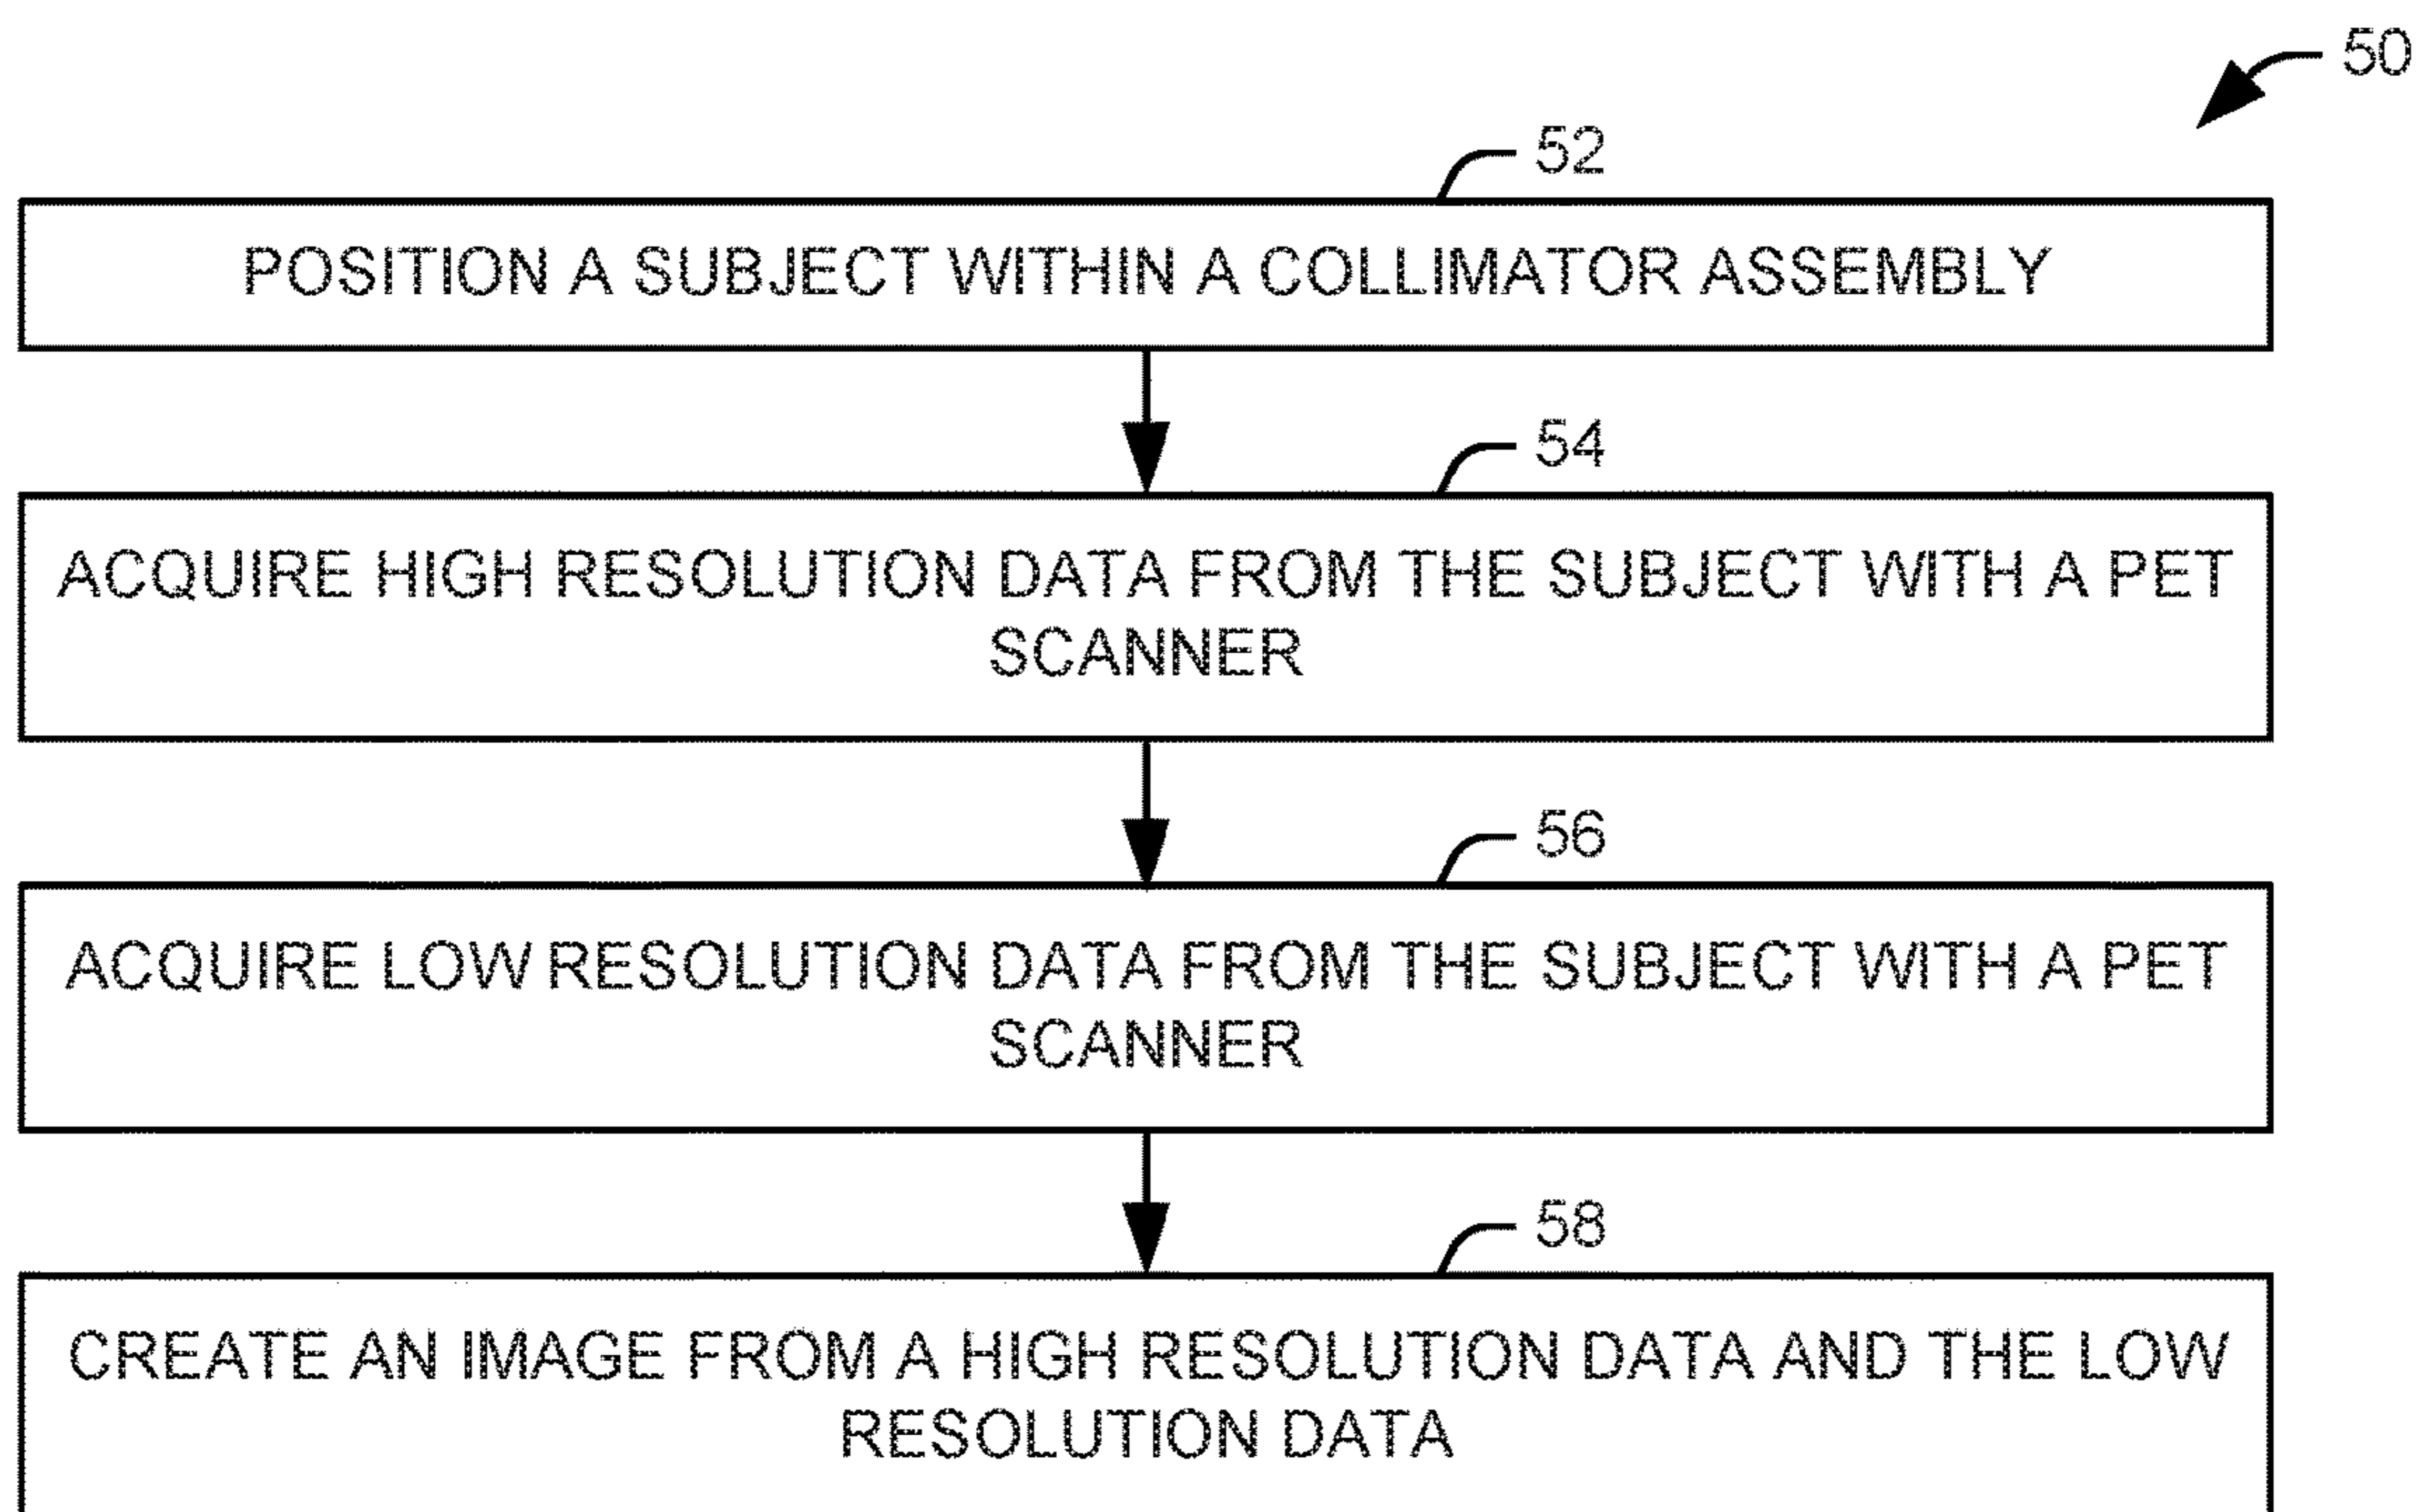 50
52
POSITION A SUBJECT WITHIN A COLLIMATOR ASSEMBLY
54
ACQUIRE HIGH RESOLUTION DATA FROM THE SUBJECT WITH A PET
SCANNER
56
ACQUIRE LOW RESOLUTION DATA FROM THE SUBJECT WITH A PET
SCANNER
58
CREATE AN IMAGE FROM A HIGH RESOLUTION DATA AND THE LOW
RESOLUTION DATA